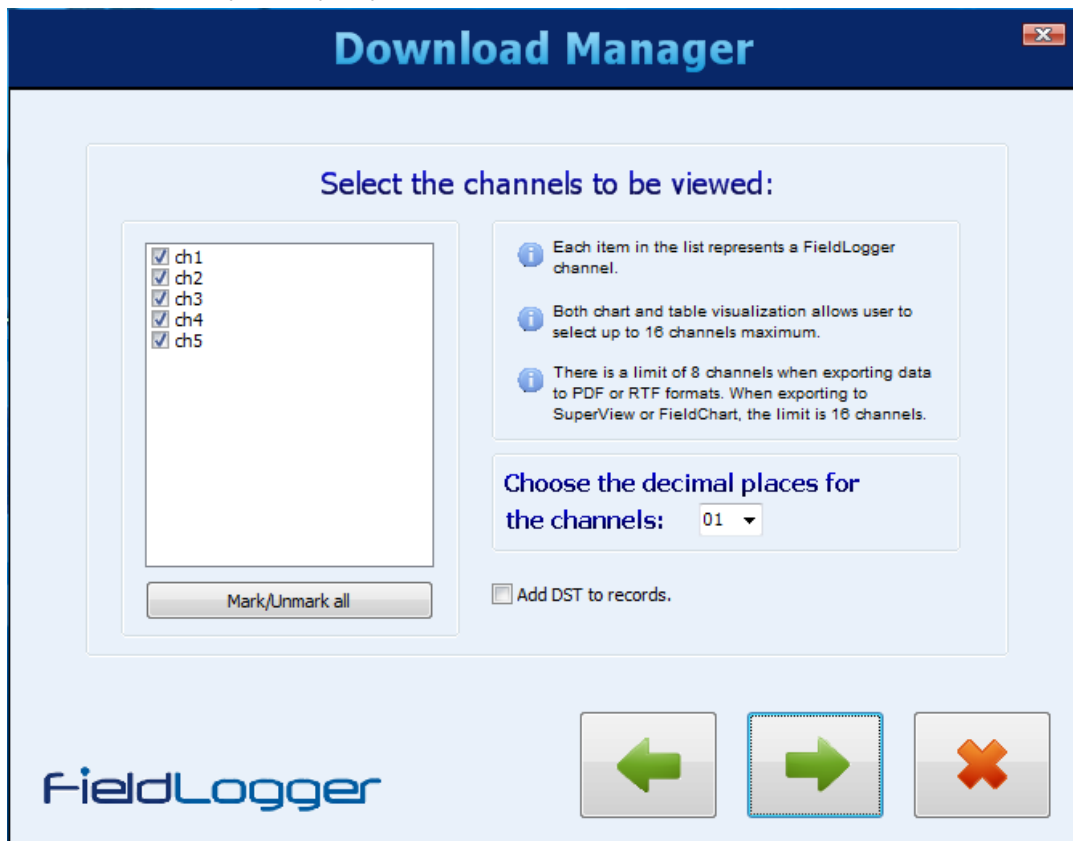 Download Manager
Select the channels to be viewed:
ch1
ch2
ch3
ch4
ch5
Mark/Unmark all
Each item in the list represents a FieldLogger
channel.
Both chart and table visualization allows user to
select up to 16 channels maximum.
There is a limit of 8 channels when exporting data
to PDF or RTF formats. When exporting to
SuperView or FieldChart, the limit is 16 channels.
Choose the decimal places for
the channels: 01
Add DST to records.
FieldLogger